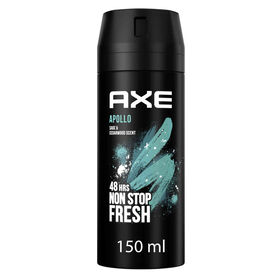 AXE
APOLLO
SAGE &
CEDARWOOD SCENT
48 HRS
NON STOP
FRESH
150 ml